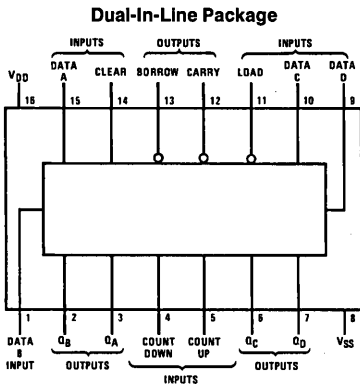 Dual-In-Line Package
INPUTS OUTPUTS INPUTS
VDD DATA A CLEAR BORROW CARRY LOAD DATA C DATA D
16 15 14 13 12 11 10 9
1 2 3 4 5 6 7 8
DATA B INPUT QB QA COUNT DOWN COUNT UP QC QD VSS
OUTPUTS INPUTS OUTPUTS